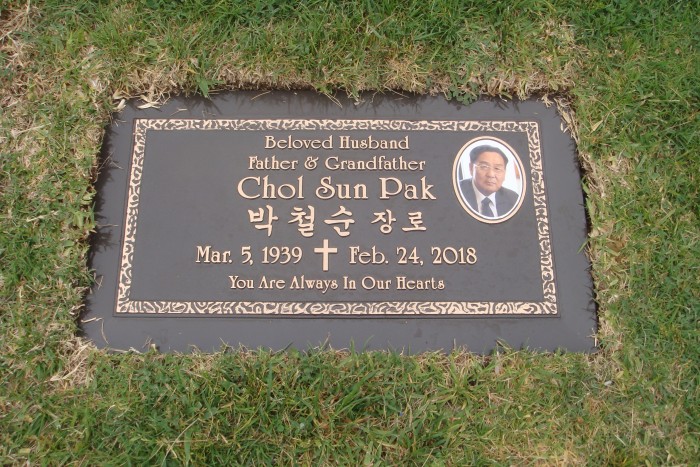 Beloved Husband
Father & Grandfather
Chol Sun Pak
박철순 장로
Mar. 5, 1939 Feb. 24, 2018
You Are Always In Our Hearts